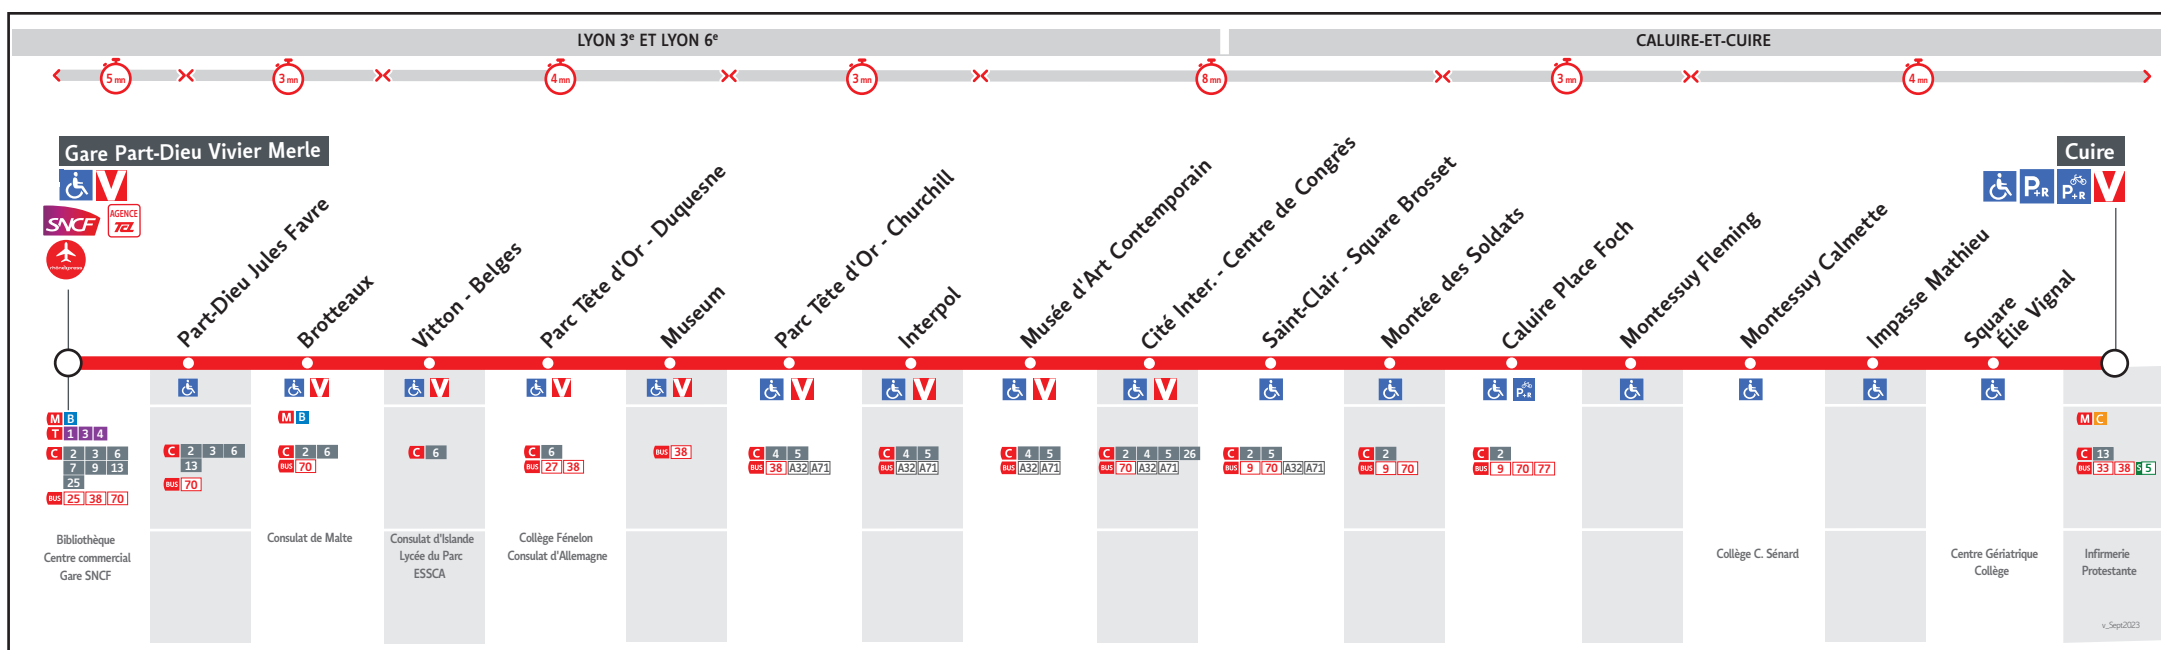 LYON 3e ET LYON 6e
CALUIRE-ET-CUIRE
5 mn
3 mn
4 mn
3 mn
8 mn
3 mn
4 mn
Gare Part-Dieu Vivier Merle
V
SNCF
AGENCE
TCL
rhônexpress
Part-Dieu Jules Favre
Brotteaux
Vitton - Belges
Parc Tête d'Or - Duquesne
Museum
Parc Tête d'Or - Churchill
Interpol
Musée d'Art Contemporain
Cité Inter. - Centre de Congrès
Saint-Clair - Square Brosset
Montée des Soldats
Caluire Place Foch
Montessuy Fleming
Montessuy Calmette
Impasse Mathieu
Square
Élie Vignal
Cuire
P+R
P+R
V
V
V
V
V
V
V
V
V
P+R
M B
T 1 3 4
C 2 3 6
7 9 13
25
BUS 25 38 70
C 2 3 6
13
BUS 70
M B
C 2 6
BUS 70
C 6
C 6
BUS 27 38
BUS 38
C 4 5
BUS 38 A32 A71
C 4 5
BUS A32 A71
C 4 5
BUS A32 A71
C 2 4 5 26
BUS 70 A32 A71
C 2 5
BUS 9 70 A32 A71
C 2
BUS 9 70
C 2
BUS 9 70 77
M C
C 13
BUS 33 38 S 5
Bibliothèque
Centre commercial
Gare SNCF
Consulat de Malte
Consulat d'Islande
Lycée du Parc
ESSCA
Collège Fénelon
Consulat d'Allemagne
Collège C. Sénard
Centre Gériatrique
Collège
Infirmerie
Protestante
v_Sept2023